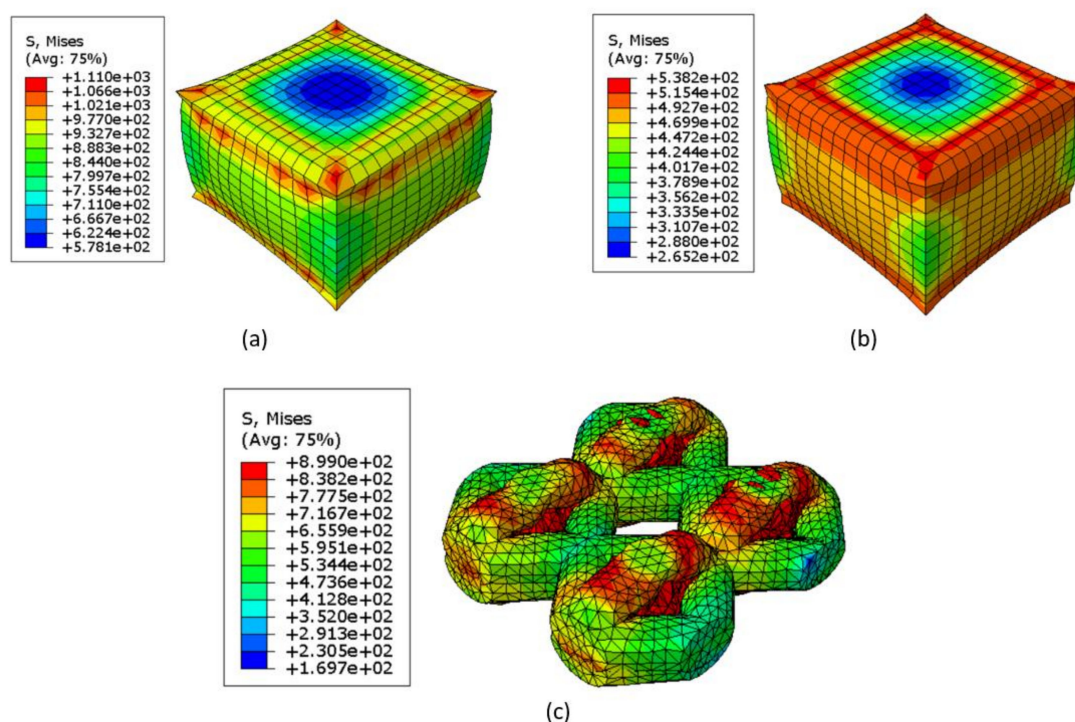 S, Mises
(Avg: 75%)
+1.110e+03
+1.066e+03
+1.021e+03
+9.770e+02
+9.327e+02
+8.883e+02
+8.440e+02
+7.997e+02
+7.554e+02
+7.110e+02
+6.667e+02
+6.224e+02
+5.781e+02
(a)
S, Mises
(Avg: 75%)
+5.382e+02
+5.154e+02
+4.927e+02
+4.699e+02
+4.472e+02
+4.244e+02
+4.017e+02
+3.789e+02
+3.562e+02
+3.335e+02
+3.107e+02
+2.880e+02
+2.652e+02
(b)
S, Mises
(Avg: 75%)
+8.990e+02
+8.382e+02
+7.775e+02
+7.167e+02
+6.559e+02
+5.951e+02
+5.344e+02
+4.736e+02
+4.128e+02
+3.520e+02
+2.913e+02
+2.305e+02
+1.697e+02
(c)